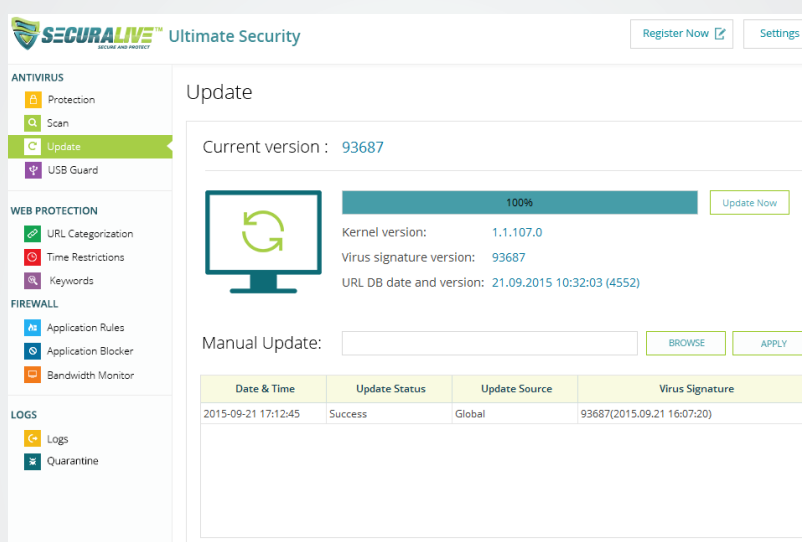 SECURALIVE™ Ultimate Security
SECURE AND PROTECT
Register Now
Settings
ANTIVIRUS
Protection
Scan
Update
USB Guard
WEB PROTECTION
URL Categorization
Time Restrictions
Keywords
FIREWALL
Application Rules
Application Blocker
Bandwidth Monitor
LOGS
Logs
Quarantine
Update
Current version : 93687
100%
Update Now
Kernel version: 1.1.107.0
Virus signature version: 93687
URL DB date and version: 21.09.2015 10:32:03 (4552)
Manual Update:
BROWSE
APPLY
Date & Time Update Status Update Source Virus Signature
2015-09-21 17:12:45 Success Global 93687(2015.09.21 16:07:20)